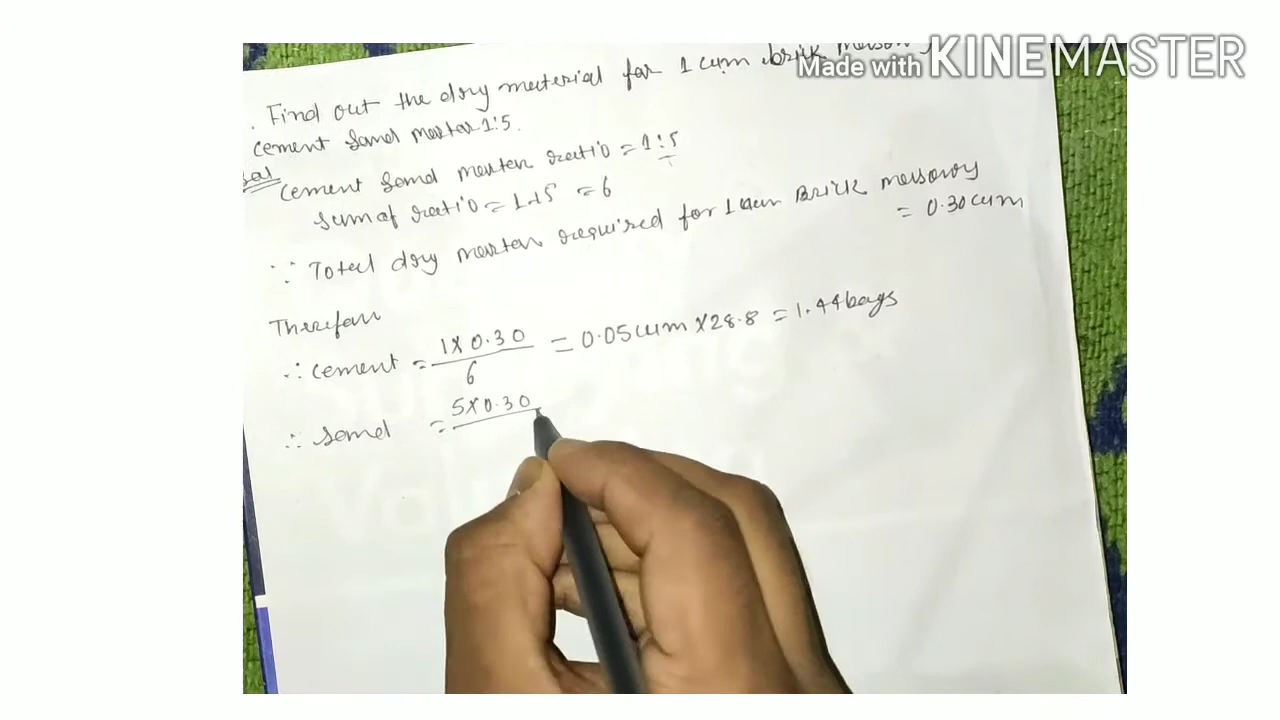 Made with KINEMASTER
. Find out the dry material for 1 cum brick
cement sand morter 1:5.
Sol
cement sand morter ratio = 1:5
sum of ratio = 1+5 = 6
∵ Total dry morter required for 1 cum Brick masonry
= 0.30 cum
Therefore
∴ cement = 1 X 0.30 / 6 = 0.05 cum X 28.8 = 1.44 bags
∴ sand = 5 X 0.30